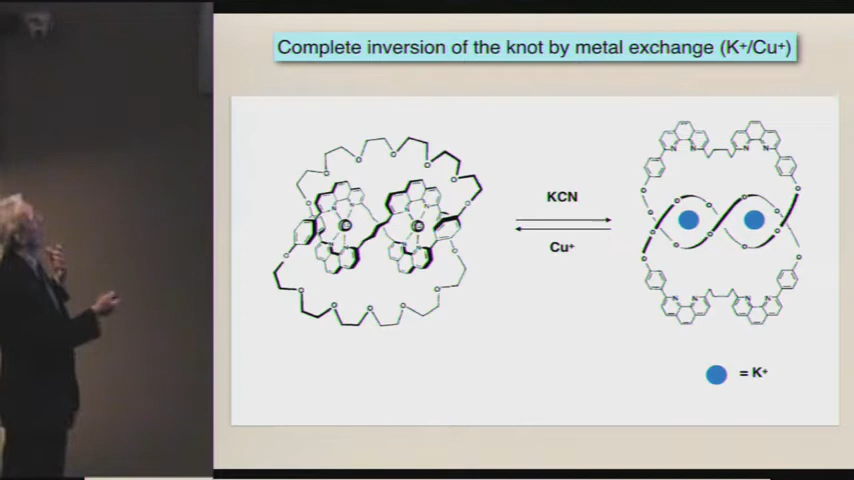 Complete inversion of the knot by metal exchange (K+/Cu+)
KCN
Cu+
= K+